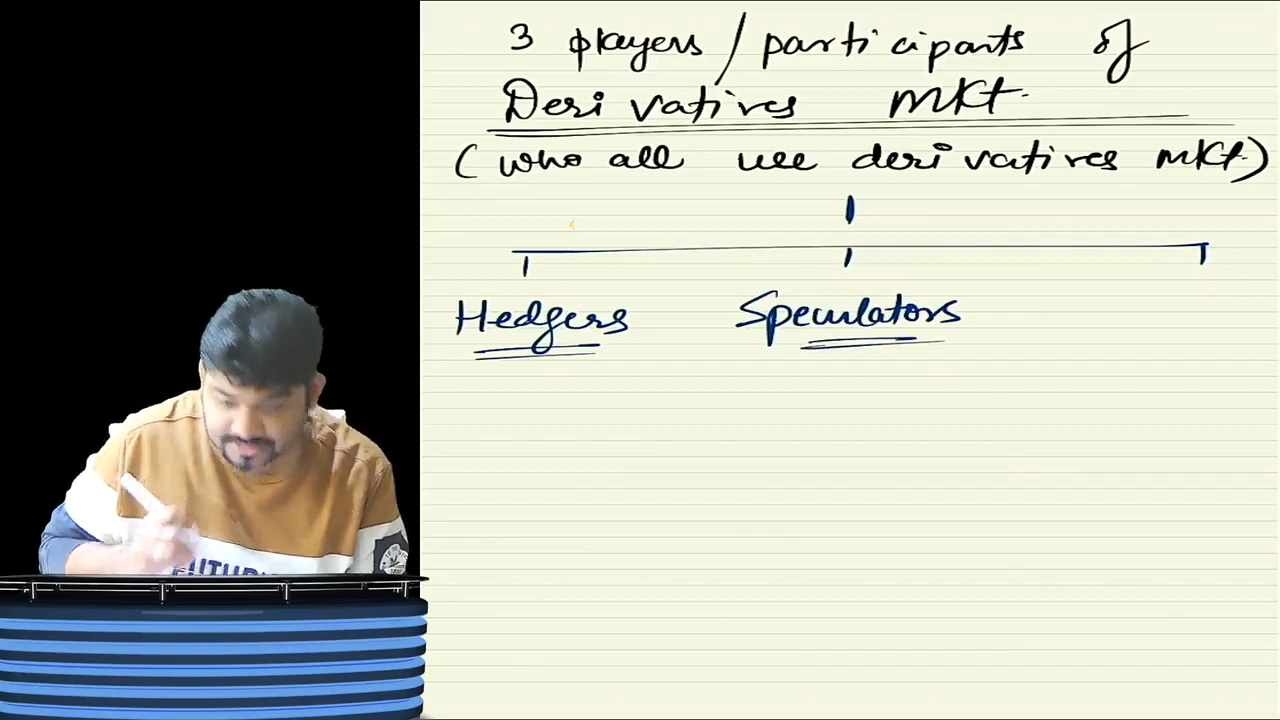 3 players/participants of
Derivatives mkt.
(who all use derivatives mkt.)
Hedgers Speculators